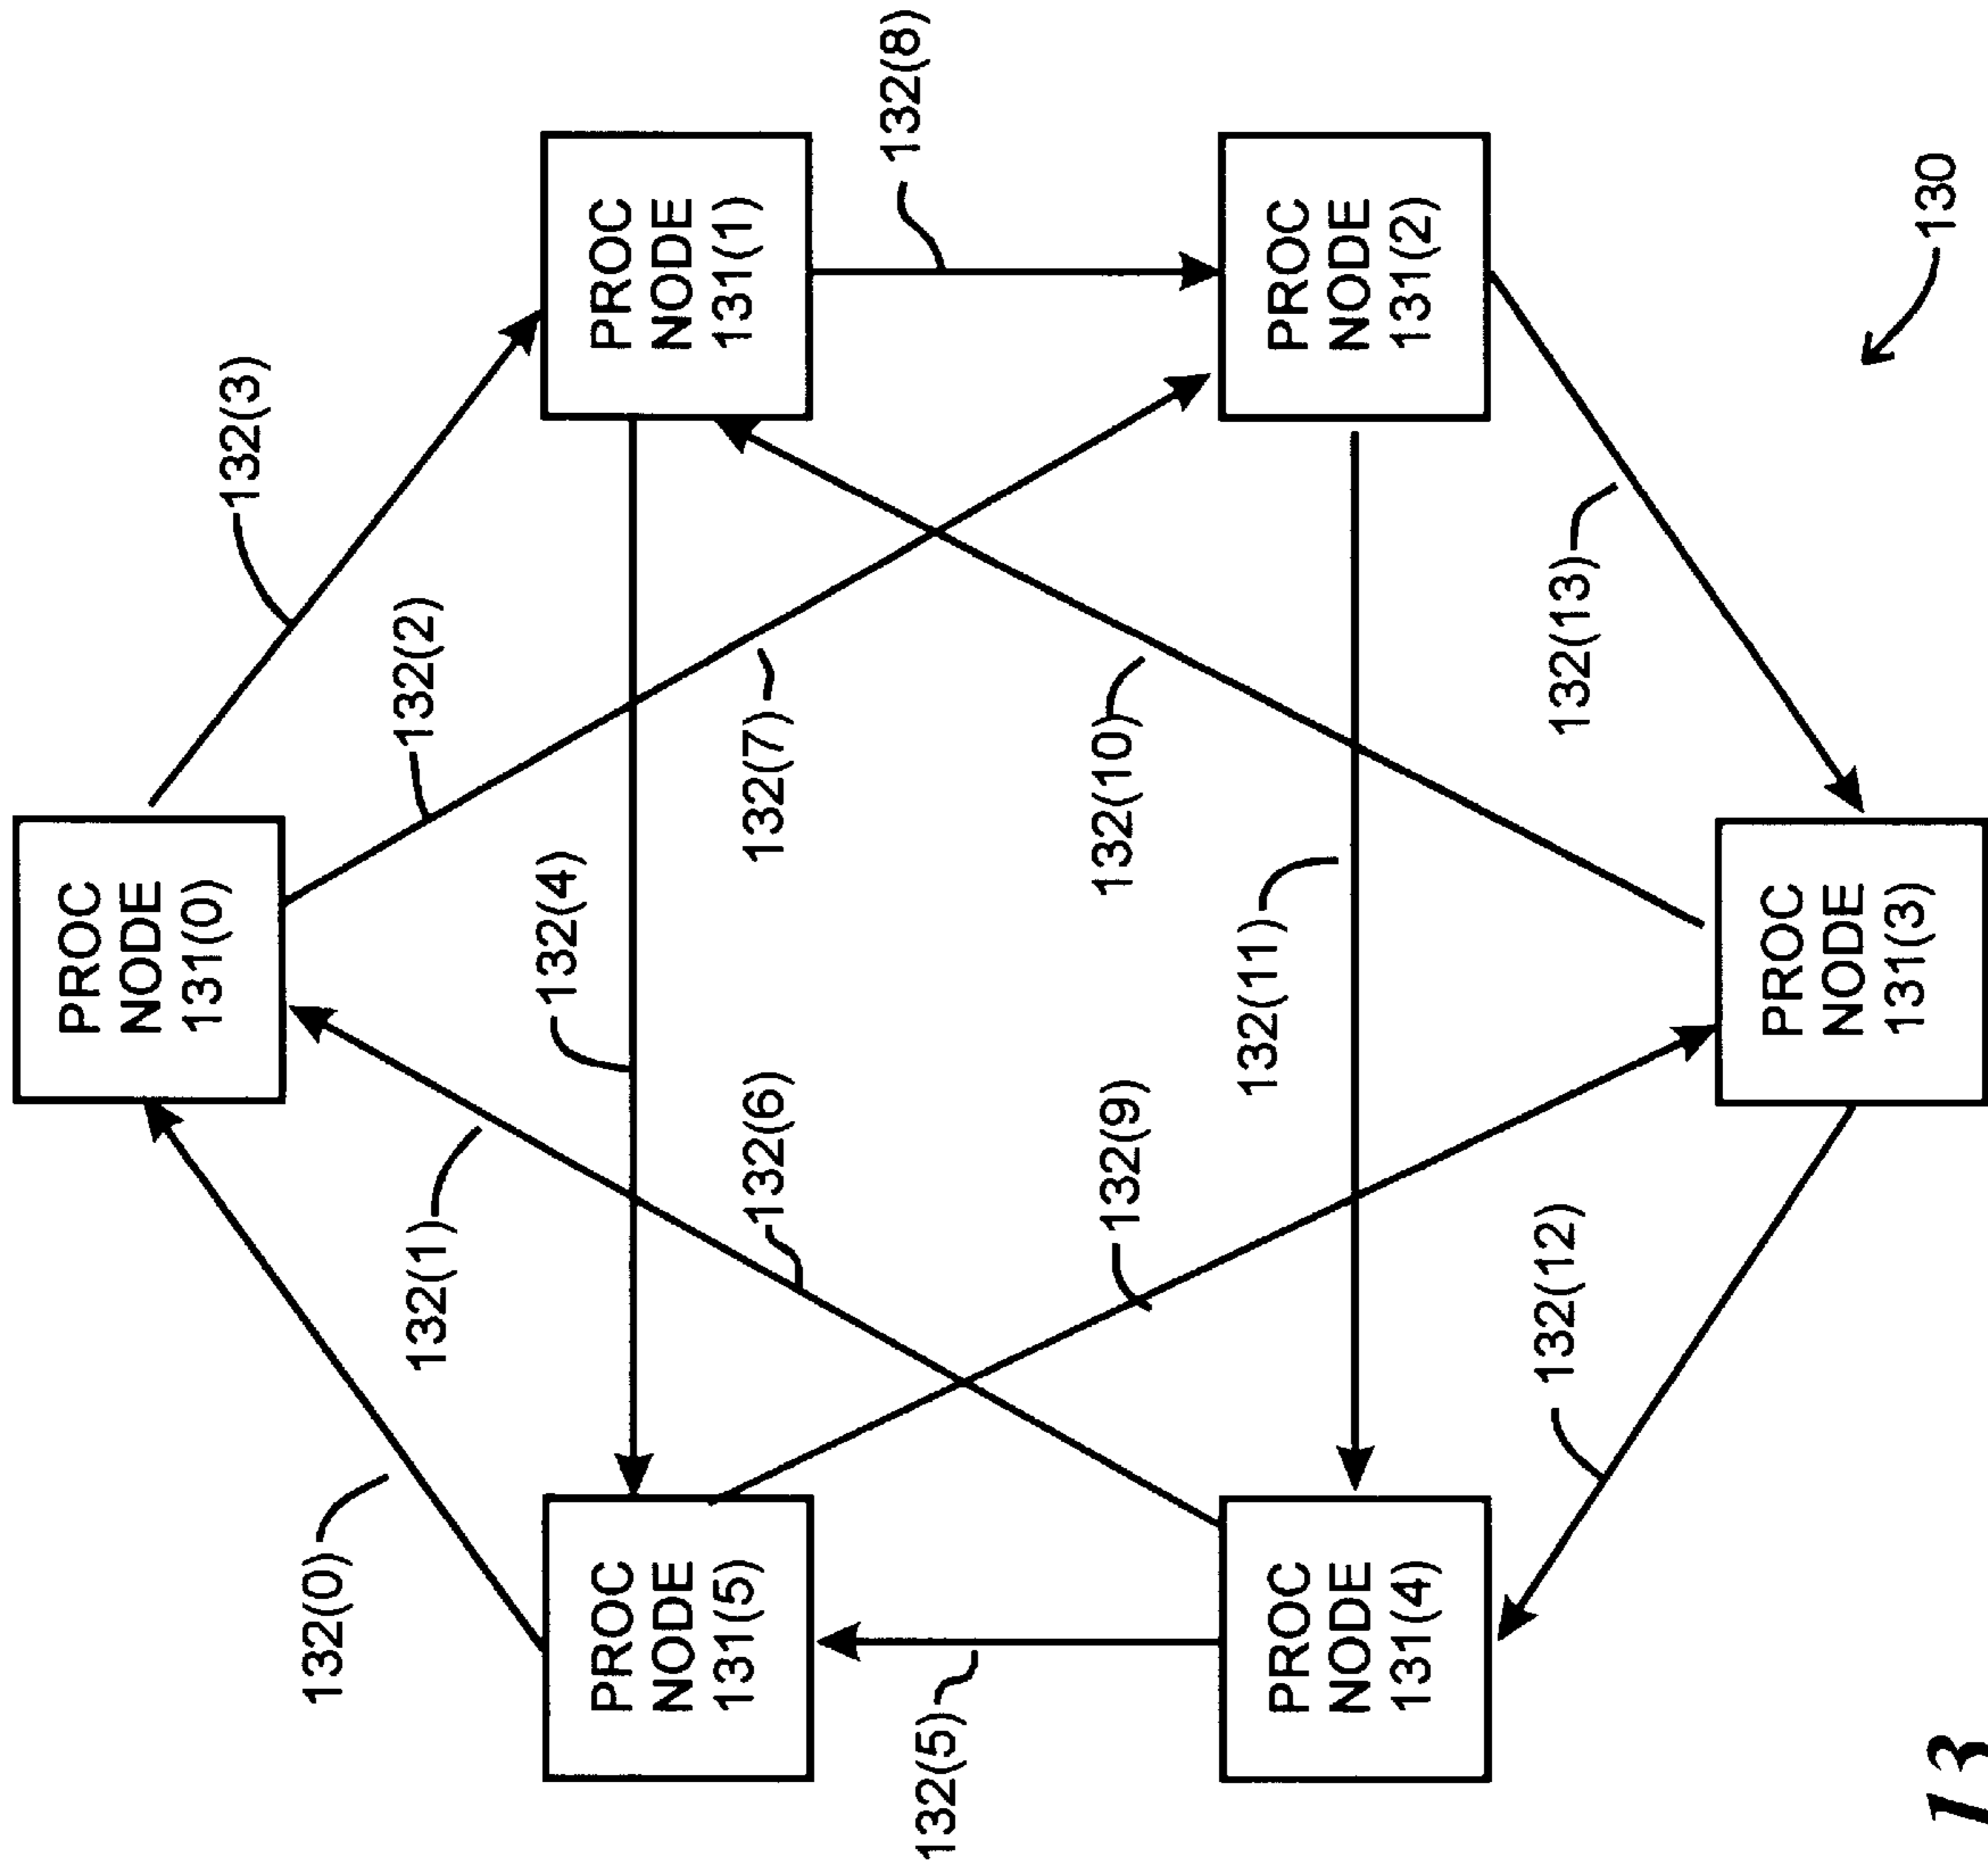 PROC
NODE
131(0)
132(3)
132(0)
132(1)
132(2)
132(4)
PROC
NODE
131(5)
PROC
NODE
131(1)
132(6)
132(7)
132(5)
132(8)
132(9)
132(10)
132(11)
PROC
NODE
131(4)
PROC
NODE
131(2)
132(12)
132(13)
PROC
NODE
131(3)
130
13